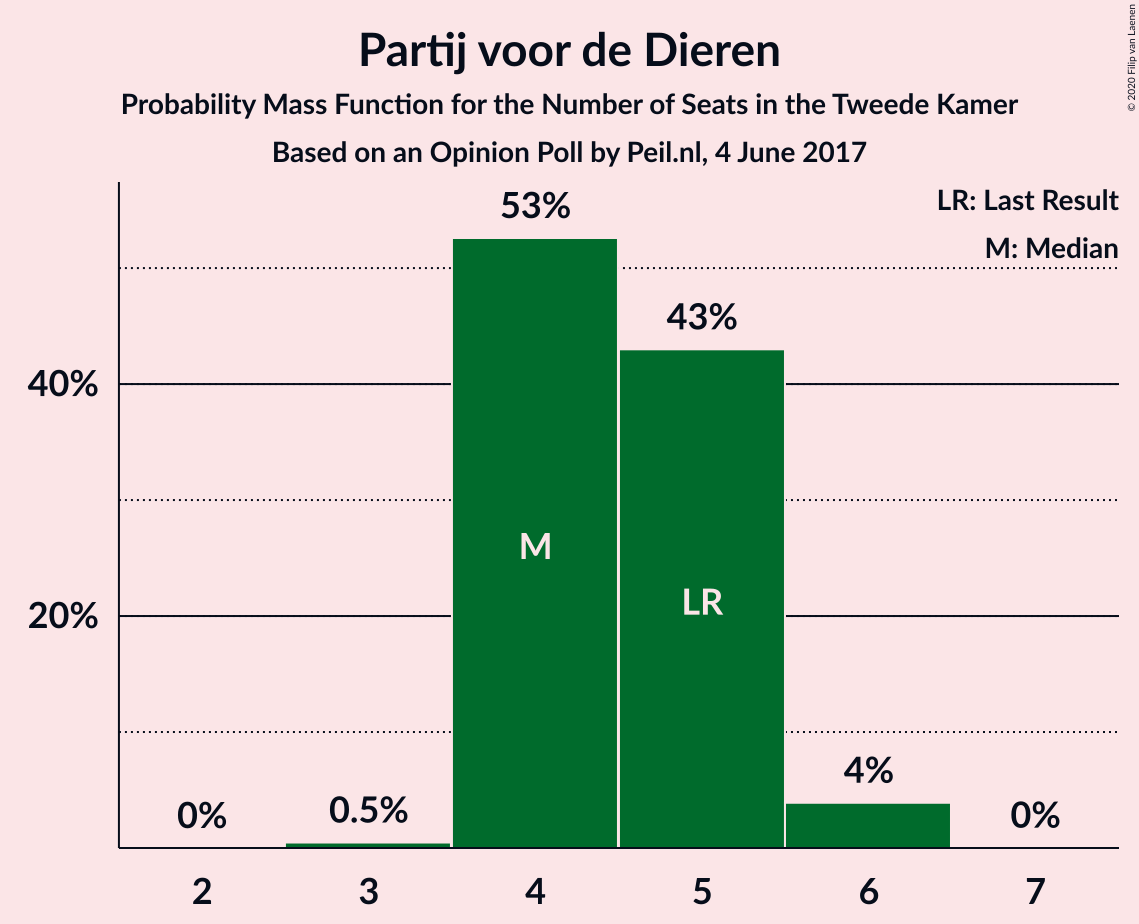 Partij voor de Dieren
Probability Mass Function for the Number of Seats in the Tweede Kamer
Based on an Opinion Poll by Peil.nl, 4 June 2017
© 2020 Filip van Laenen
LR: Last Result
M: Median
53%
43%
40%
M
LR
20%
0%
0.5%
4%
0%
2 3 4 5 6 7